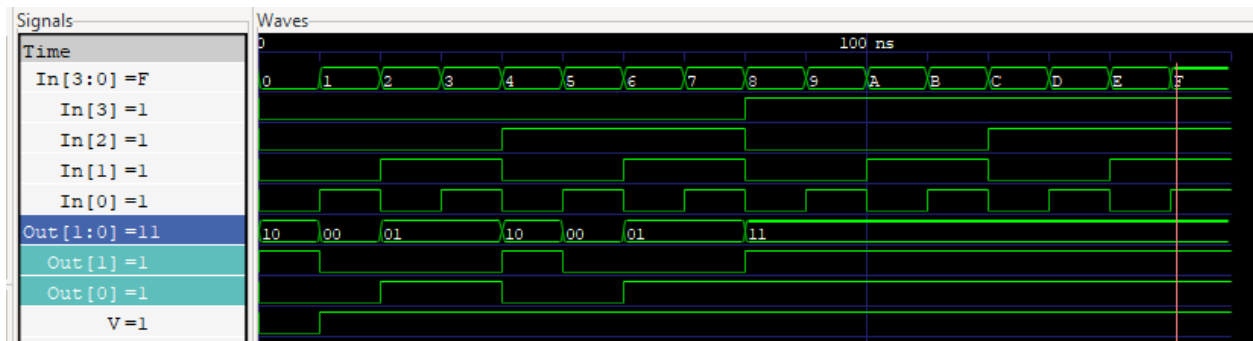 Signals
Waves
Time
0
100 ns
In[3:0] =F
0 1 2 3 4 5 6 7 8 9 A B C D E F
In[3] =1
In[2] =1
In[1] =1
In[0] =1
Out[1:0] =11
10 00 01 10 00 01 11
Out[1] =1
Out[0] =1
V =1